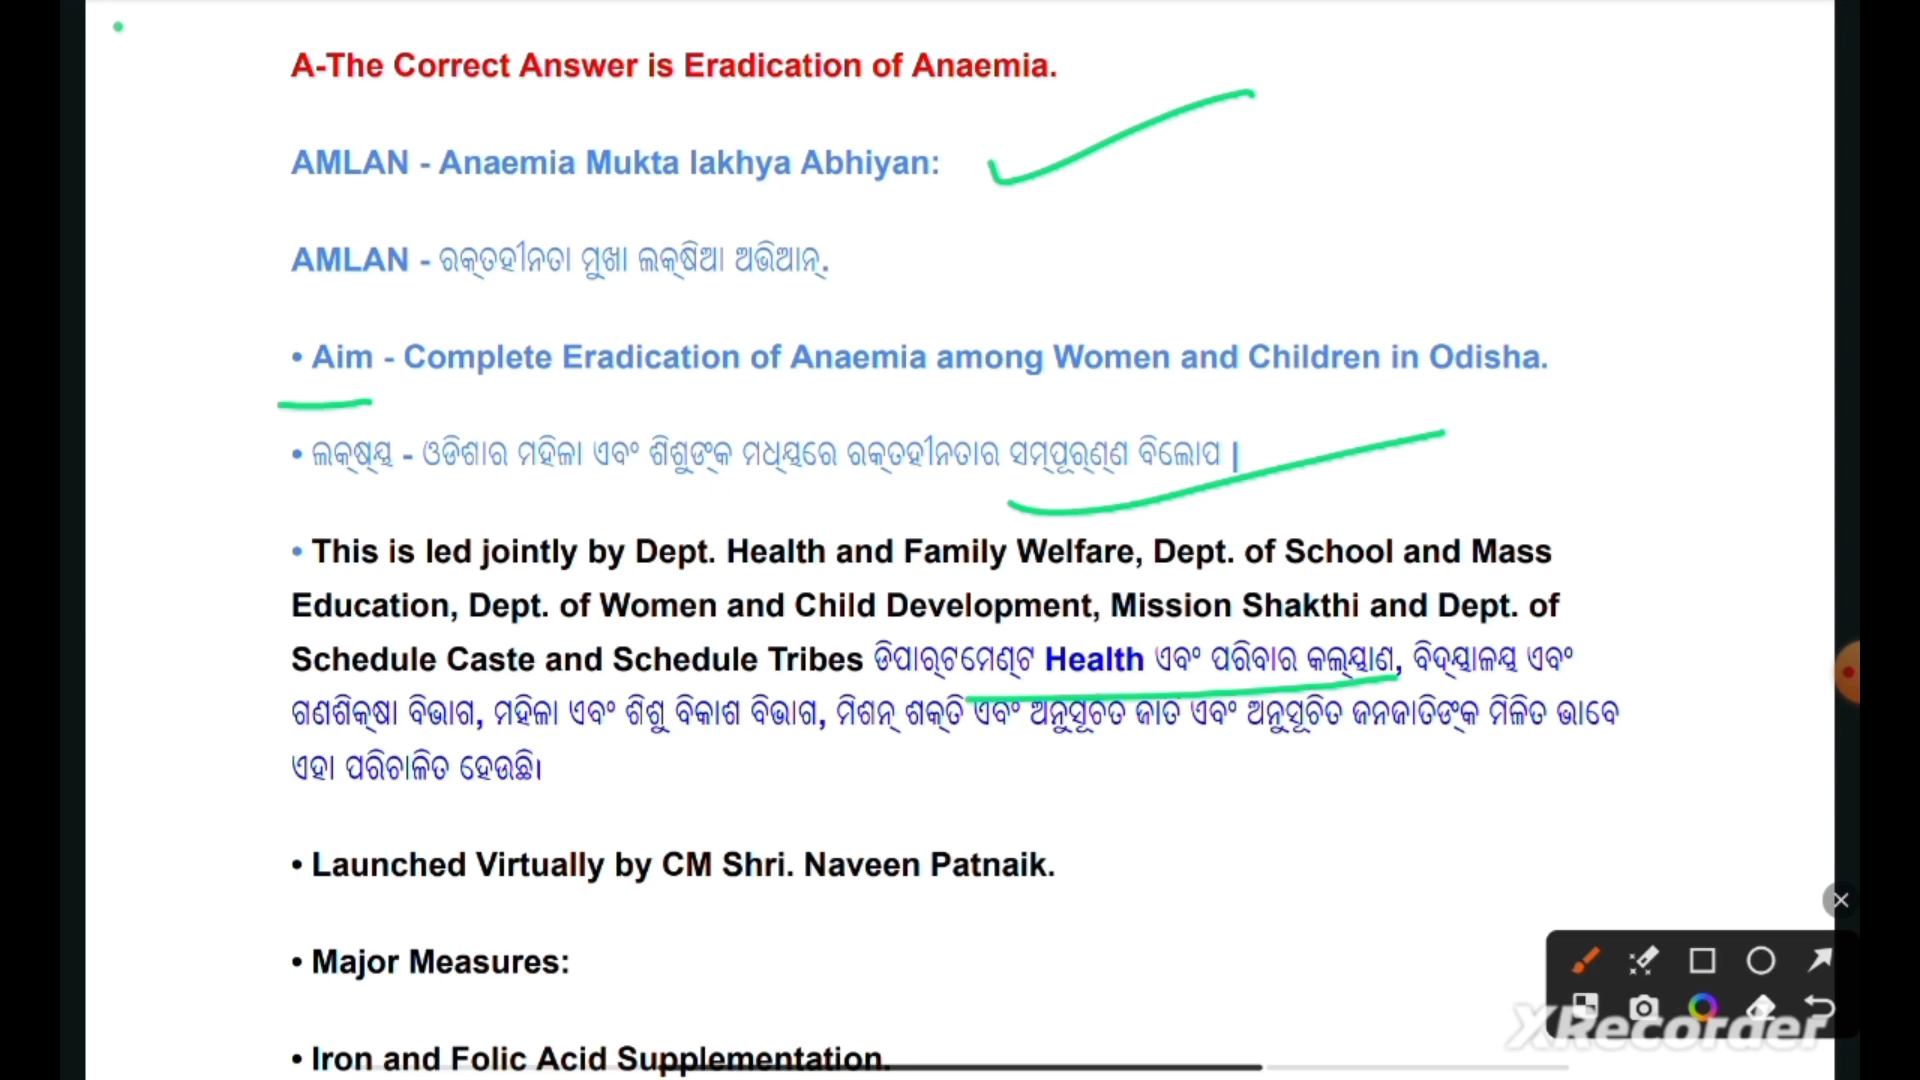 A-The Correct Answer is Eradication of Anaemia.
AMLAN - Anaemia Mukta lakhya Abhiyan:
AMLAN - ରକ୍ତହୀନତା ମୁଖା ଲକ୍ଷିଆ ଅଭିଆନ୍.
• Aim - Complete Eradication of Anaemia among Women and Children in Odisha.
• ଲକ୍ଷ୍ୟ - ଓଡିଶାର ମହିଳା ଏବଂ ଶିଶୁଙ୍କ ମଧ୍ୟରେ ରକ୍ତହୀନତାର ସମ୍ପୂର୍ଣ୍ଣ ବିଲୋପ |
• This is led jointly by Dept. Health and Family Welfare, Dept. of School and Mass
Education, Dept. of Women and Child Development, Mission Shakthi and Dept. of
Schedule Caste and Schedule Tribes ଡିପାର୍ଟମେଣ୍ଟ Health ଏବଂ ପରିବାର କଲ୍ୟାଣ, ବିଦ୍ୟାଳୟ ଏବଂ
ଗଣଶିକ୍ଷା ବିଭାଗ, ମହିଳା ଏବଂ ଶିଶୁ ବିକାଶ ବିଭାଗ, ମିଶନ୍ ଶକ୍ତି ଏବଂ ଅନୁସୂଚିତ ଜାତି ଏବଂ ଅନୁସୂଚିତ ଜନଜାତିଙ୍କ ମିଳିତ ଭାବେ
ଏହା ପରିଚାଳିତ ହେଉଛି।
• Launched Virtually by CM Shri. Naveen Patnaik.
• Major Measures:
• Iron and Folic Acid Supplementation.
XRecorder